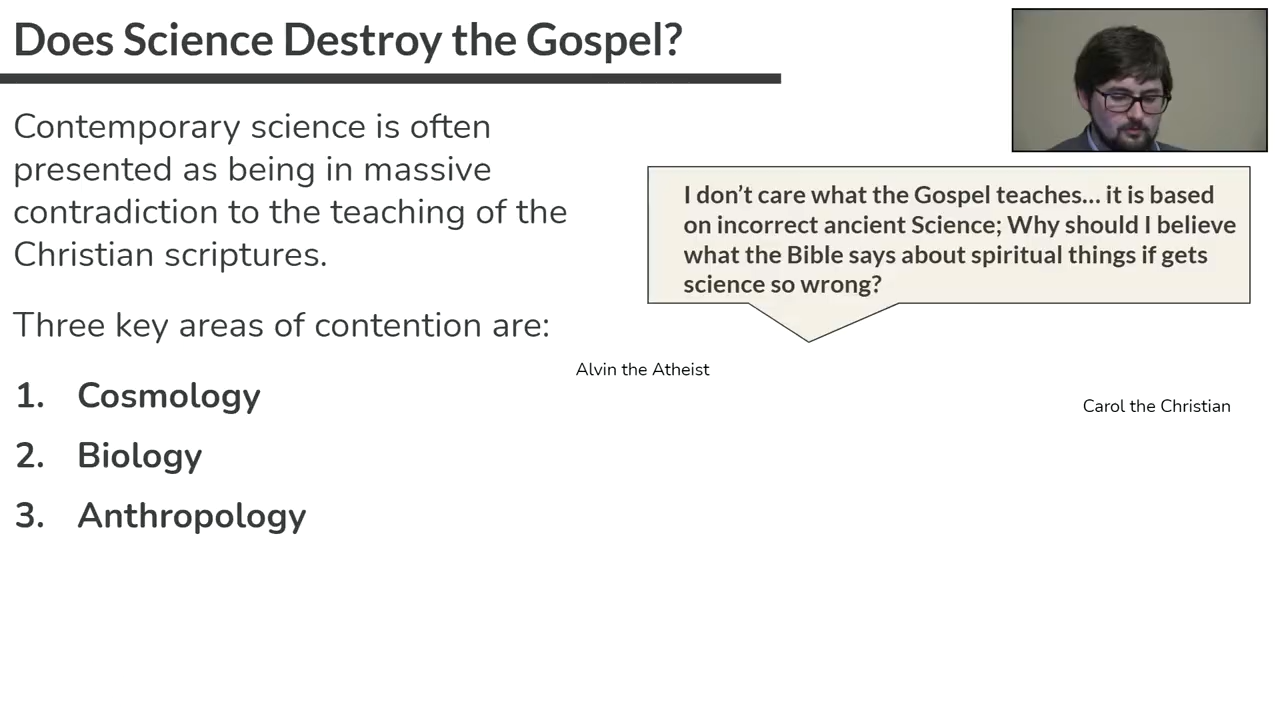 Does Science Destroy the Gospel?
Contemporary science is often
presented as being in massive
contradiction to the teaching of the
Christian scriptures.
Three key areas of contention are:
1. Cosmology
2. Biology
3. Anthropology
I don't care what the Gospel teaches... it is based
on incorrect ancient Science; Why should I believe
what the Bible says about spiritual things if gets
science so wrong?
Alvin the Atheist
Carol the Christian